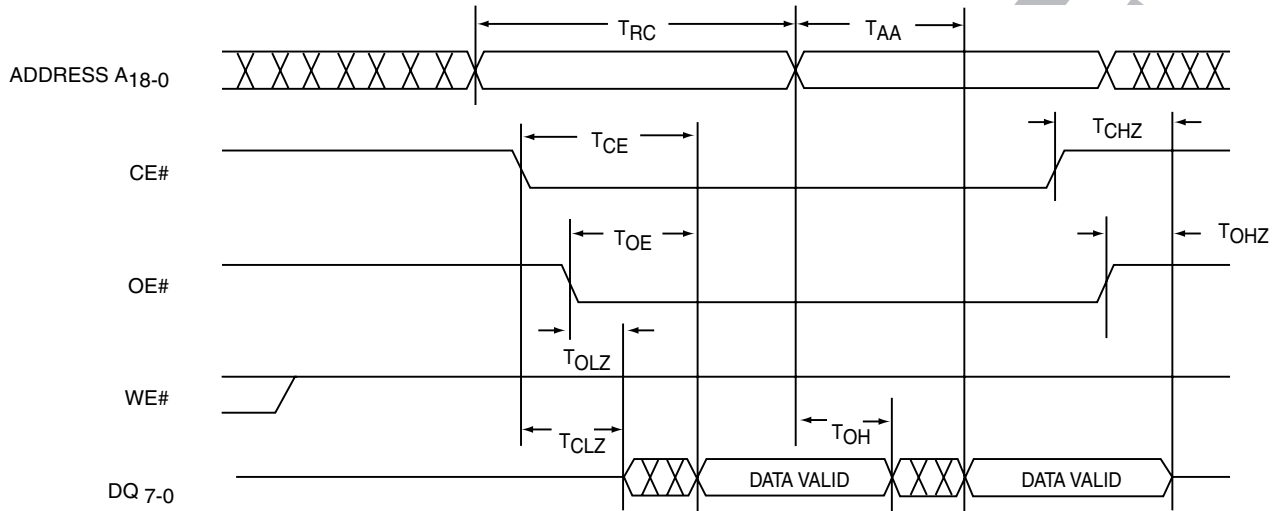 TRC
TAA
ADDRESS A18-0
TCE
TCHZ
CE#
TOE
TOHZ
OE#
TOLZ
WE#
TCLZ
TOH
DQ 7-0
DATA VALID
DATA VALID